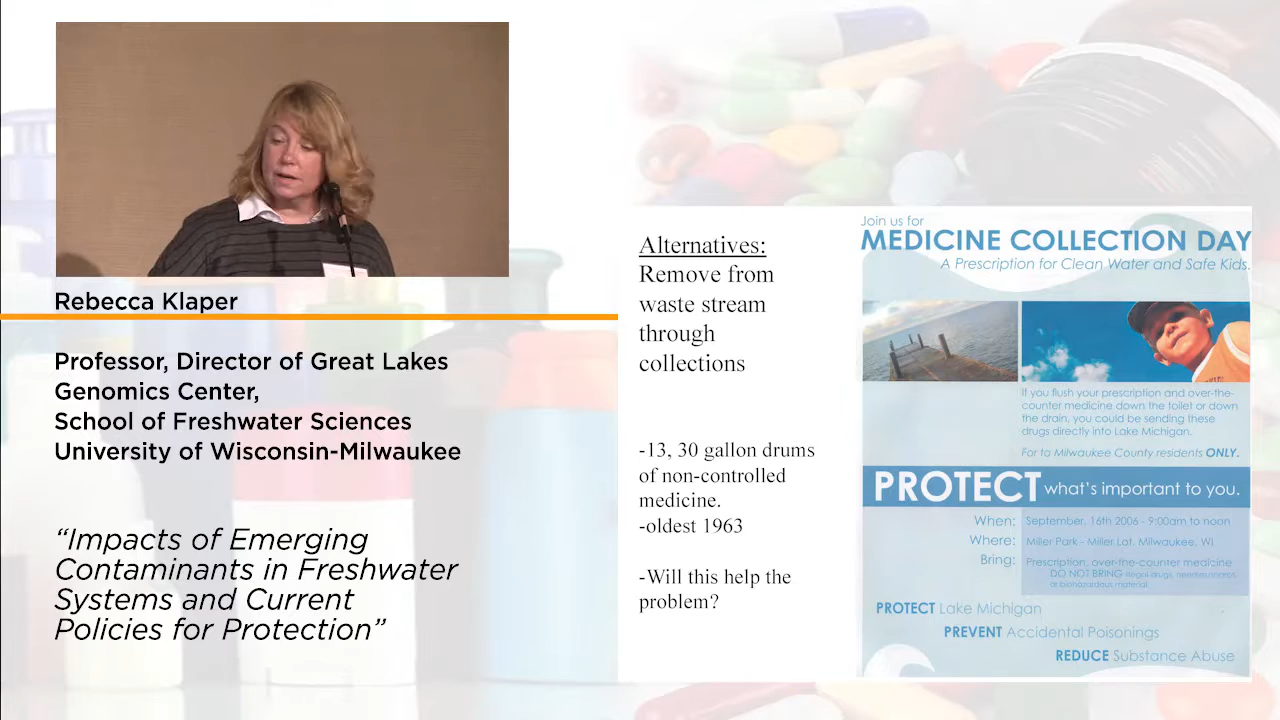 Rebecca Klaper
Professor, Director of Great Lakes
Genomics Center,
School of Freshwater Sciences
University of Wisconsin-Milwaukee
“Impacts of Emerging
Contaminants in Freshwater
Systems and Current
Policies for Protection”
Alternatives:
Remove from
waste stream
through
collections
-13, 30 gallon drums
of non-controlled
medicine.
-oldest 1963
-Will this help the
problem?
Join us for
MEDICINE COLLECTION DAY
A Prescription for Clean Water and Safe Kids.
If you flush your prescription and over-the-
counter medicine down the toilet or down
the drain, you could be sending these
drugs directly into Lake Michigan.
For to Milwaukee County residents ONLY.
PROTECT what's important to you.
When: September, 16th 2006 - 9:00am to noon
Where: Miller Park - Miller Lot, Milwaukee, WI
Bring: Prescription, over-the-counter medicine
DO NOT BRING illegal drugs,
or biohazardous material
PROTECT Lake Michigan
PREVENT Accidental Poisonings
REDUCE Substance Abuse